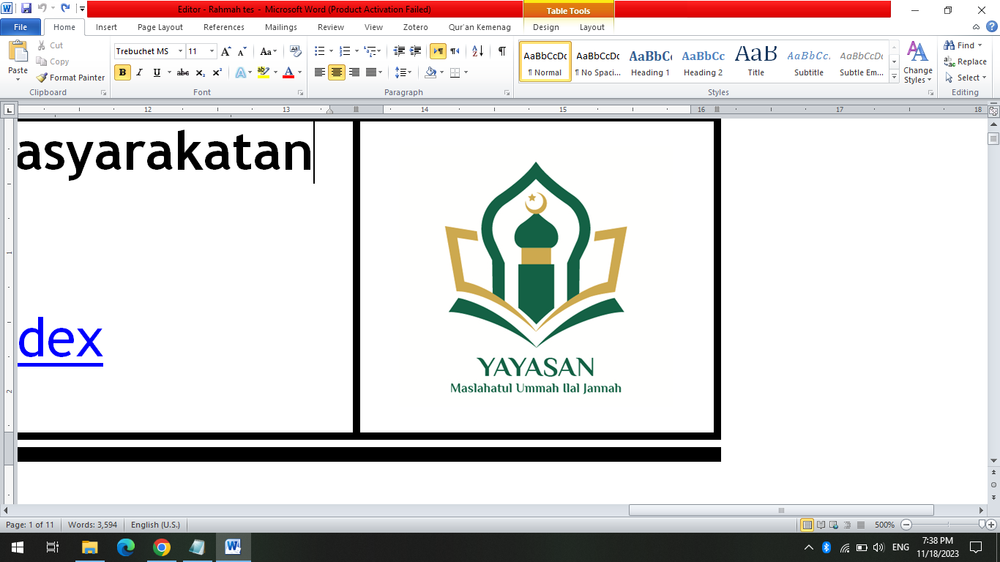 Editor - Rahmah tes - Microsoft Word (Product Activation Failed)
Table Tools
File Home Insert Page Layout References Mailings Review View Zotero Qur'an Kemenag Design Layout
Paste
Cut
Copy
Format Painter
Clipboard
Trebuchet MS 11
Font
Paragraph
AaBbCcDc AaBbCcDc AaBbCc AaBbCc AaB AaBbCc. AaBbCcDc
¶ Normal ¶ No Spaci... Heading 1 Heading 2 Title Subtitle Subtle Em...
Change Styles
Styles
Find
Replace
Select
Editing
12 13 14 15 16 17 18
asyarakatan
1
dex
2
YAYASAN
Maslahatul Ummah Ilal Jannah
Page: 1 of 11 Words: 3,594 English (U.S.) 500%
ENG
7:38 PM
11/18/2023